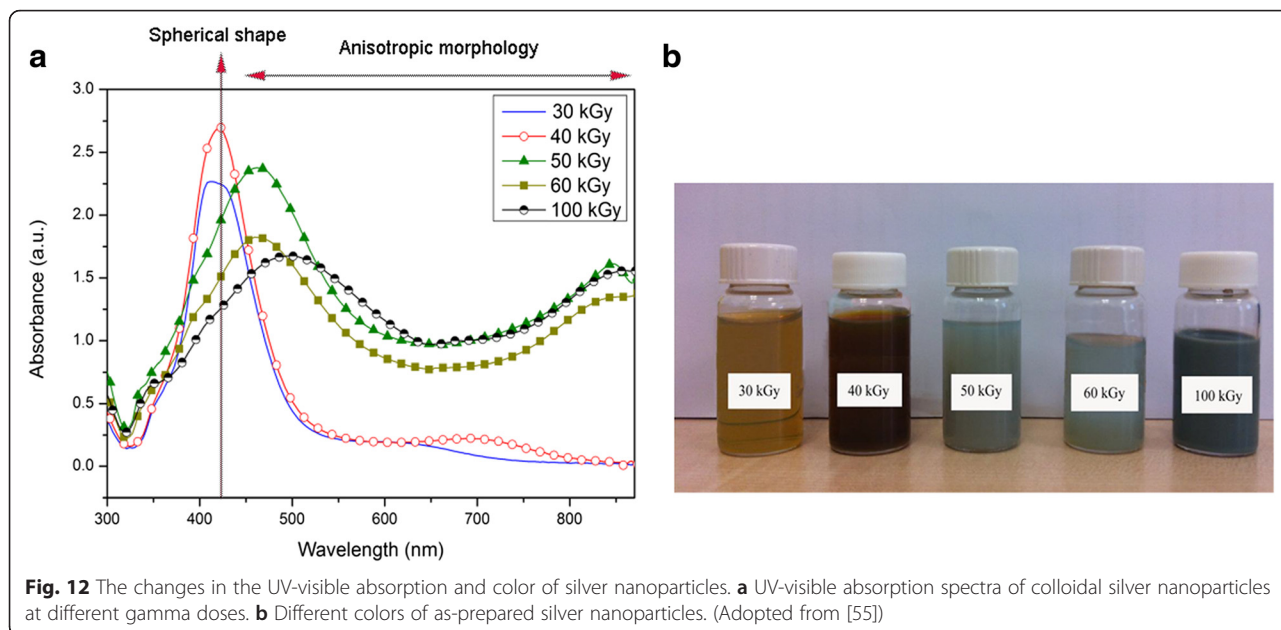 a
Spherical shape
Anisotropic morphology
3.0
2.5
2.0
1.5
1.0
0.5
0.0
Absorbance (a.u.)
30 kGy
40 kGy
50 kGy
60 kGy
100 kGy
300
400
500
600
700
800
Wavelength (nm)
b
30 kGy
40 kGy
50 kGy
60 kGy
100 kGy
Fig. 12 The changes in the UV-visible absorption and color of silver nanoparticles. a UV-visible absorption spectra of colloidal silver nanoparticles
at different gamma doses. b Different colors of as-prepared silver nanoparticles. (Adopted from [55])